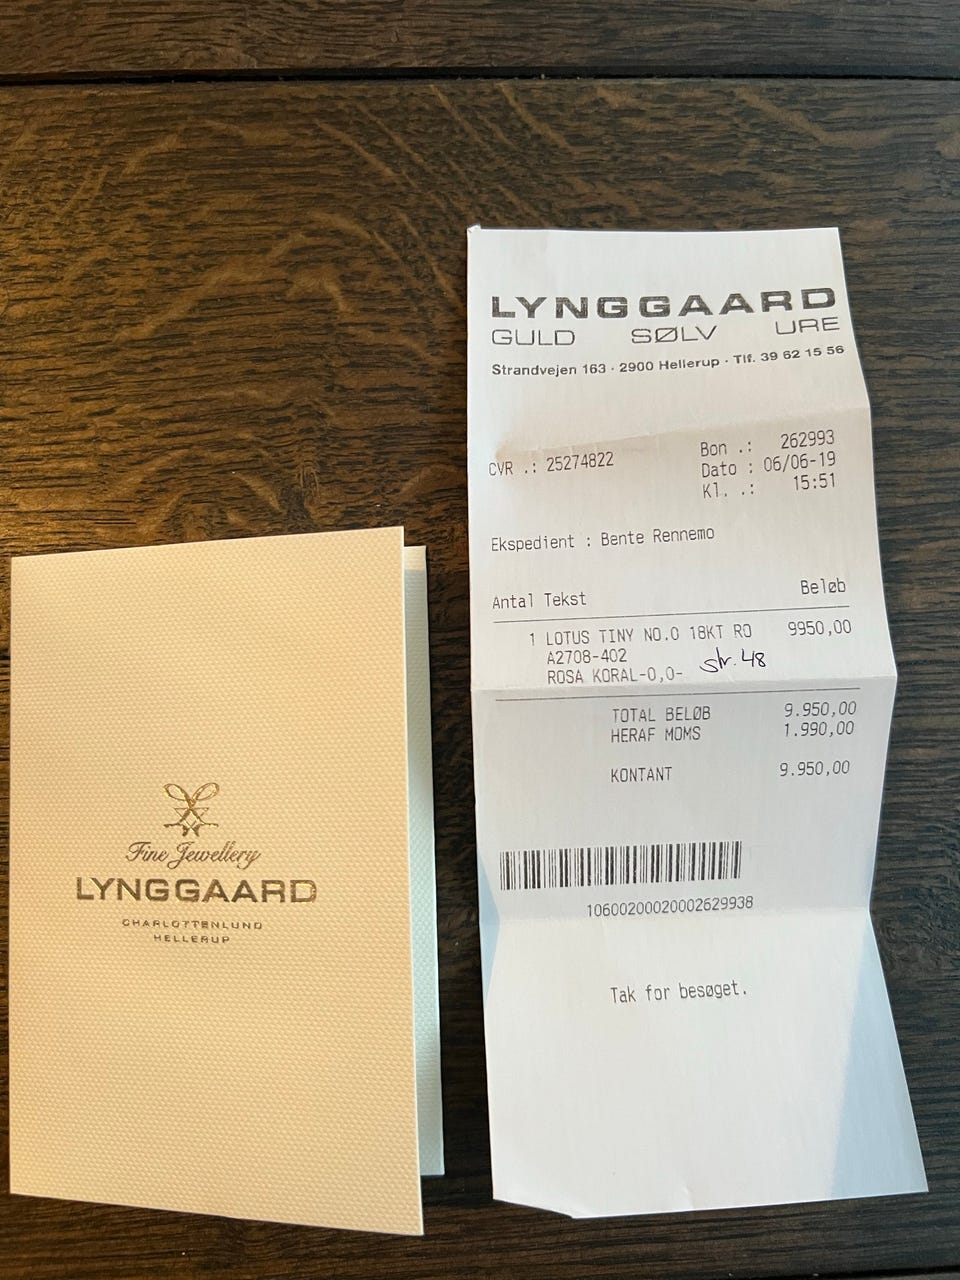 Fine Jewellery
LYNGGAARD
CHARLOTTENLUND
HELLERUP
LYNGGAARD
GULD SØLV URE
Strandvejen 163 · 2900 Hellerup · Tlf. 39 62 15 56
CVR .: 25274822
Bon .: 262993
Dato : 06/06-19
Kl. .: 15:51
Ekspedient : Bente Rennemo
Antal Tekst Beløb
1 LOTUS TINY NO.0 18KT RO 9950,00
A2708-402
ROSA KORAL-0,0- str. 48
TOTAL BELØB 9.950,00
HERAF MOMS 1.990,00
KONTANT 9.950,00
10600200020002629938
Tak for besøget.